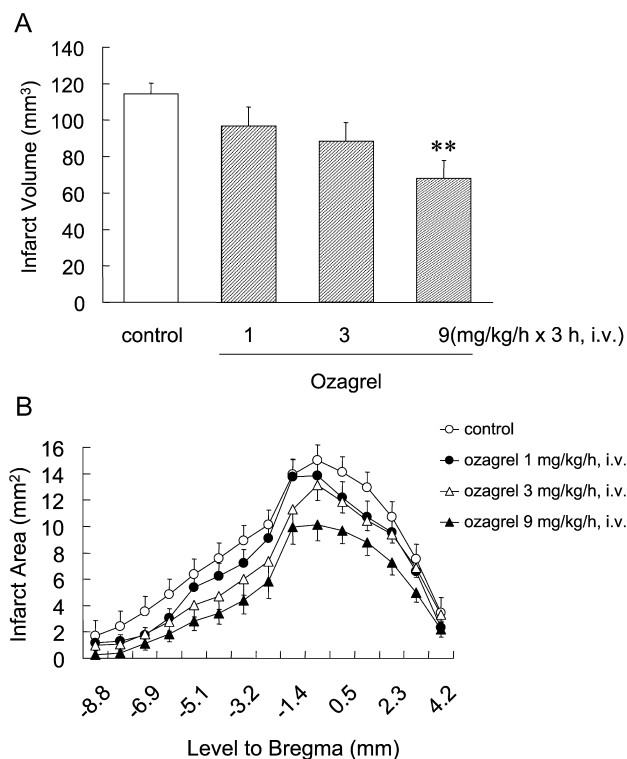 A
Infarct Volume (mm³)
140
120
100
80
60
40
20
0
**
control 1 3 9(mg/kg/h x 3 h, i.v.)
Ozagrel
B
Infarct Area (mm²)
16
14
12
10
8
6
4
2
0
control
ozagrel 1 mg/kg/h, i.v.
ozagrel 3 mg/kg/h, i.v.
ozagrel 9 mg/kg/h, i.v.
-8.8 -6.9 -5.1 -3.2 -1.4 0.5 2.3 4.2
Level to Bregma (mm)